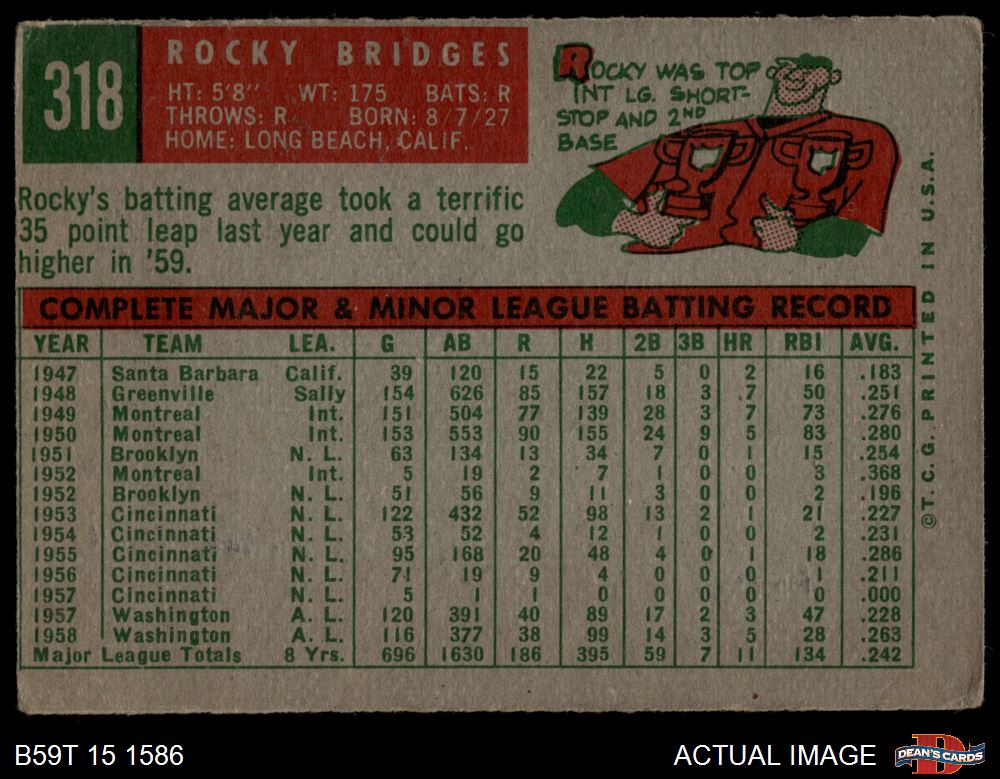 318
ROCKY BRIDGES
HT: 5'8" WT: 175 BATS: R
THROWS: R BORN: 8/7/27
HOME: LONG BEACH, CALIF.
ROCKY WAS TOP
INT LG. SHORT-
STOP AND 2ND
BASE
Rocky's batting average took a terrific
35 point leap last year and could go
higher in '59.
COMPLETE MAJOR & MINOR LEAGUE BATTING RECORD
YEAR TEAM LEA. G AB R H 2B 3B HR RBI AVG.
1947 Santa Barbara Calif. 39 120 15 22 5 0 2 16 .183
1948 Greenville Sally 154 626 85 157 18 3 7 50 .251
1949 Montreal Int. 151 504 77 139 28 3 7 73 .276
1950 Montreal Int. 153 553 90 155 24 9 5 83 .280
1951 Brooklyn N. L. 63 134 13 34 7 0 1 15 .254
1952 Montreal Int. 5 19 2 7 1 0 0 3 .368
1952 Brooklyn N. L. 51 56 9 11 3 0 0 2 .196
1953 Cincinnati N. L. 122 432 52 98 13 2 1 21 .227
1954 Cincinnati N. L. 53 52 4 12 1 0 0 2 .231
1955 Cincinnati N. L. 95 168 20 48 4 0 1 18 .286
1956 Cincinnati N. L. 71 19 9 4 0 0 0 1 .211
1957 Cincinnati N. L. 5 1 1 0 0 0 0 0 .000
1957 Washington A. L. 120 391 40 89 17 2 3 47 .228
1958 Washington A. L. 116 377 38 99 14 3 5 28 .263
Major League Totals 8 Yrs. 696 1630 186 395 59 7 11 134 .242
©T. C. G. PRINTED IN U.S.A.
B59T 15 1586
ACTUAL IMAGE
DEAN'S CARDS